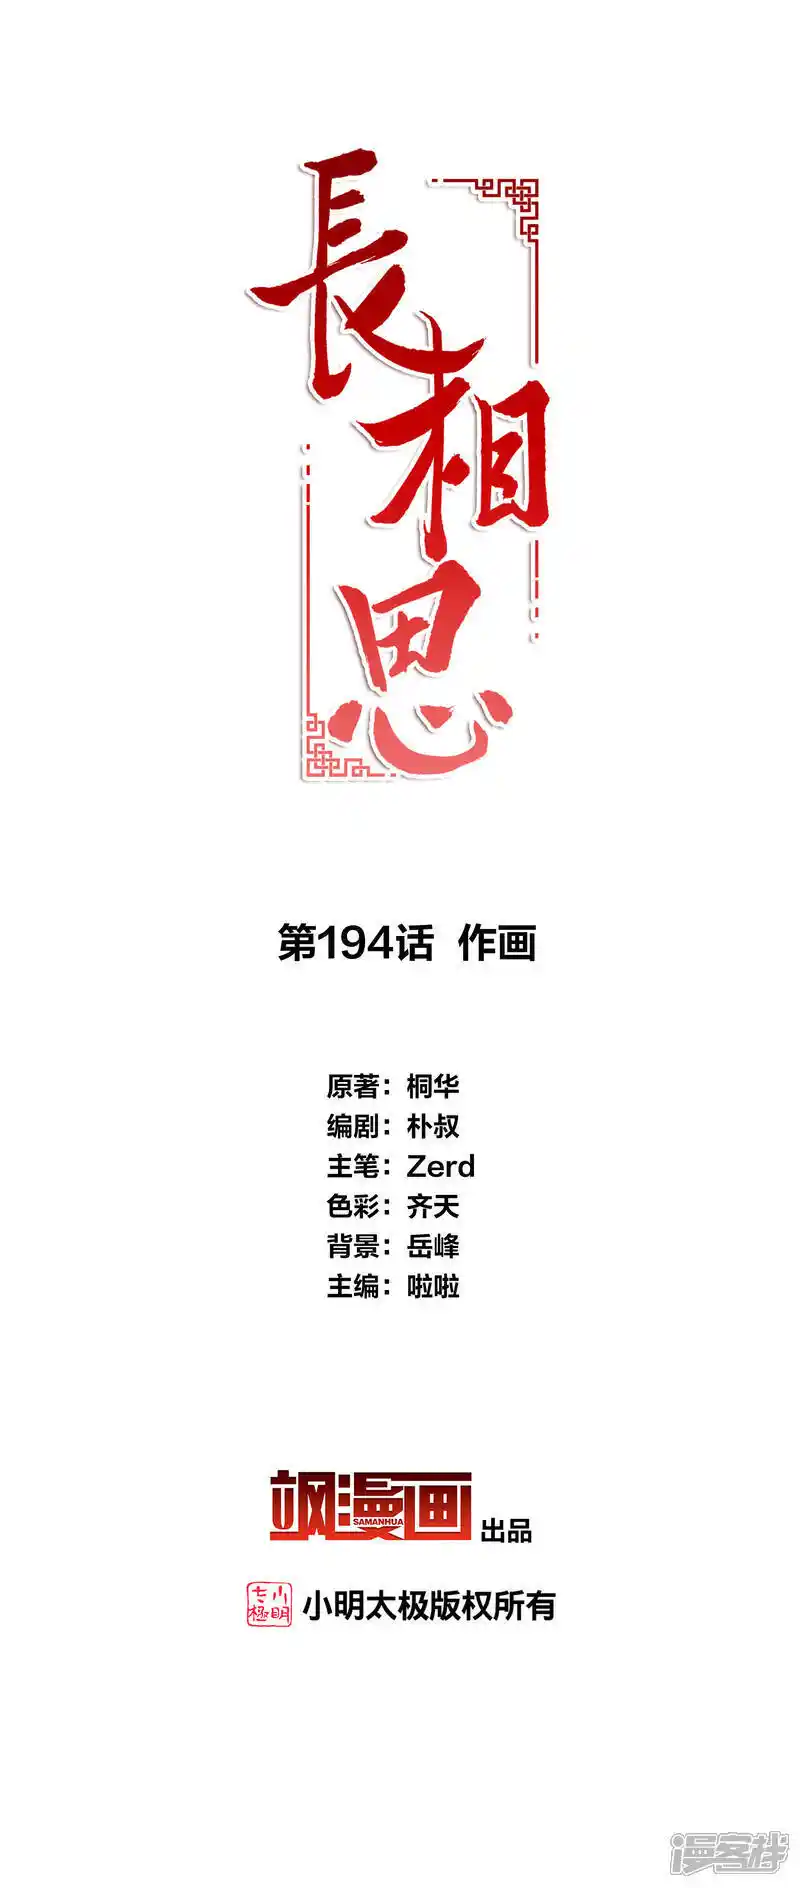 長相思
第194话 作画
原著：桐华
编剧：朴叔
主笔：Zerd
色彩：齐天
背景：岳峰
主编：啦啦
飒漫画 出品
SAMANHUA
小明太极 小明太极版权所有
漫客栈